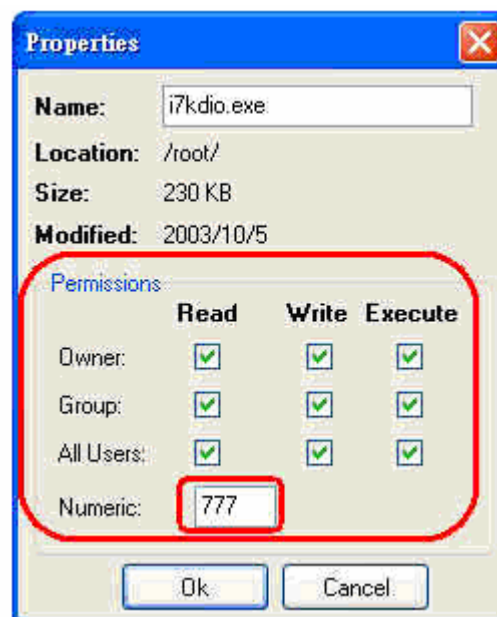 Properties
Name: i7kdio.exe
Location: /root/
Size: 230 KB
Modified: 2003/10/5
Permissions
Read Write Execute
Owner:
Group:
All Users:
Numeric: 777
Ok Cancel